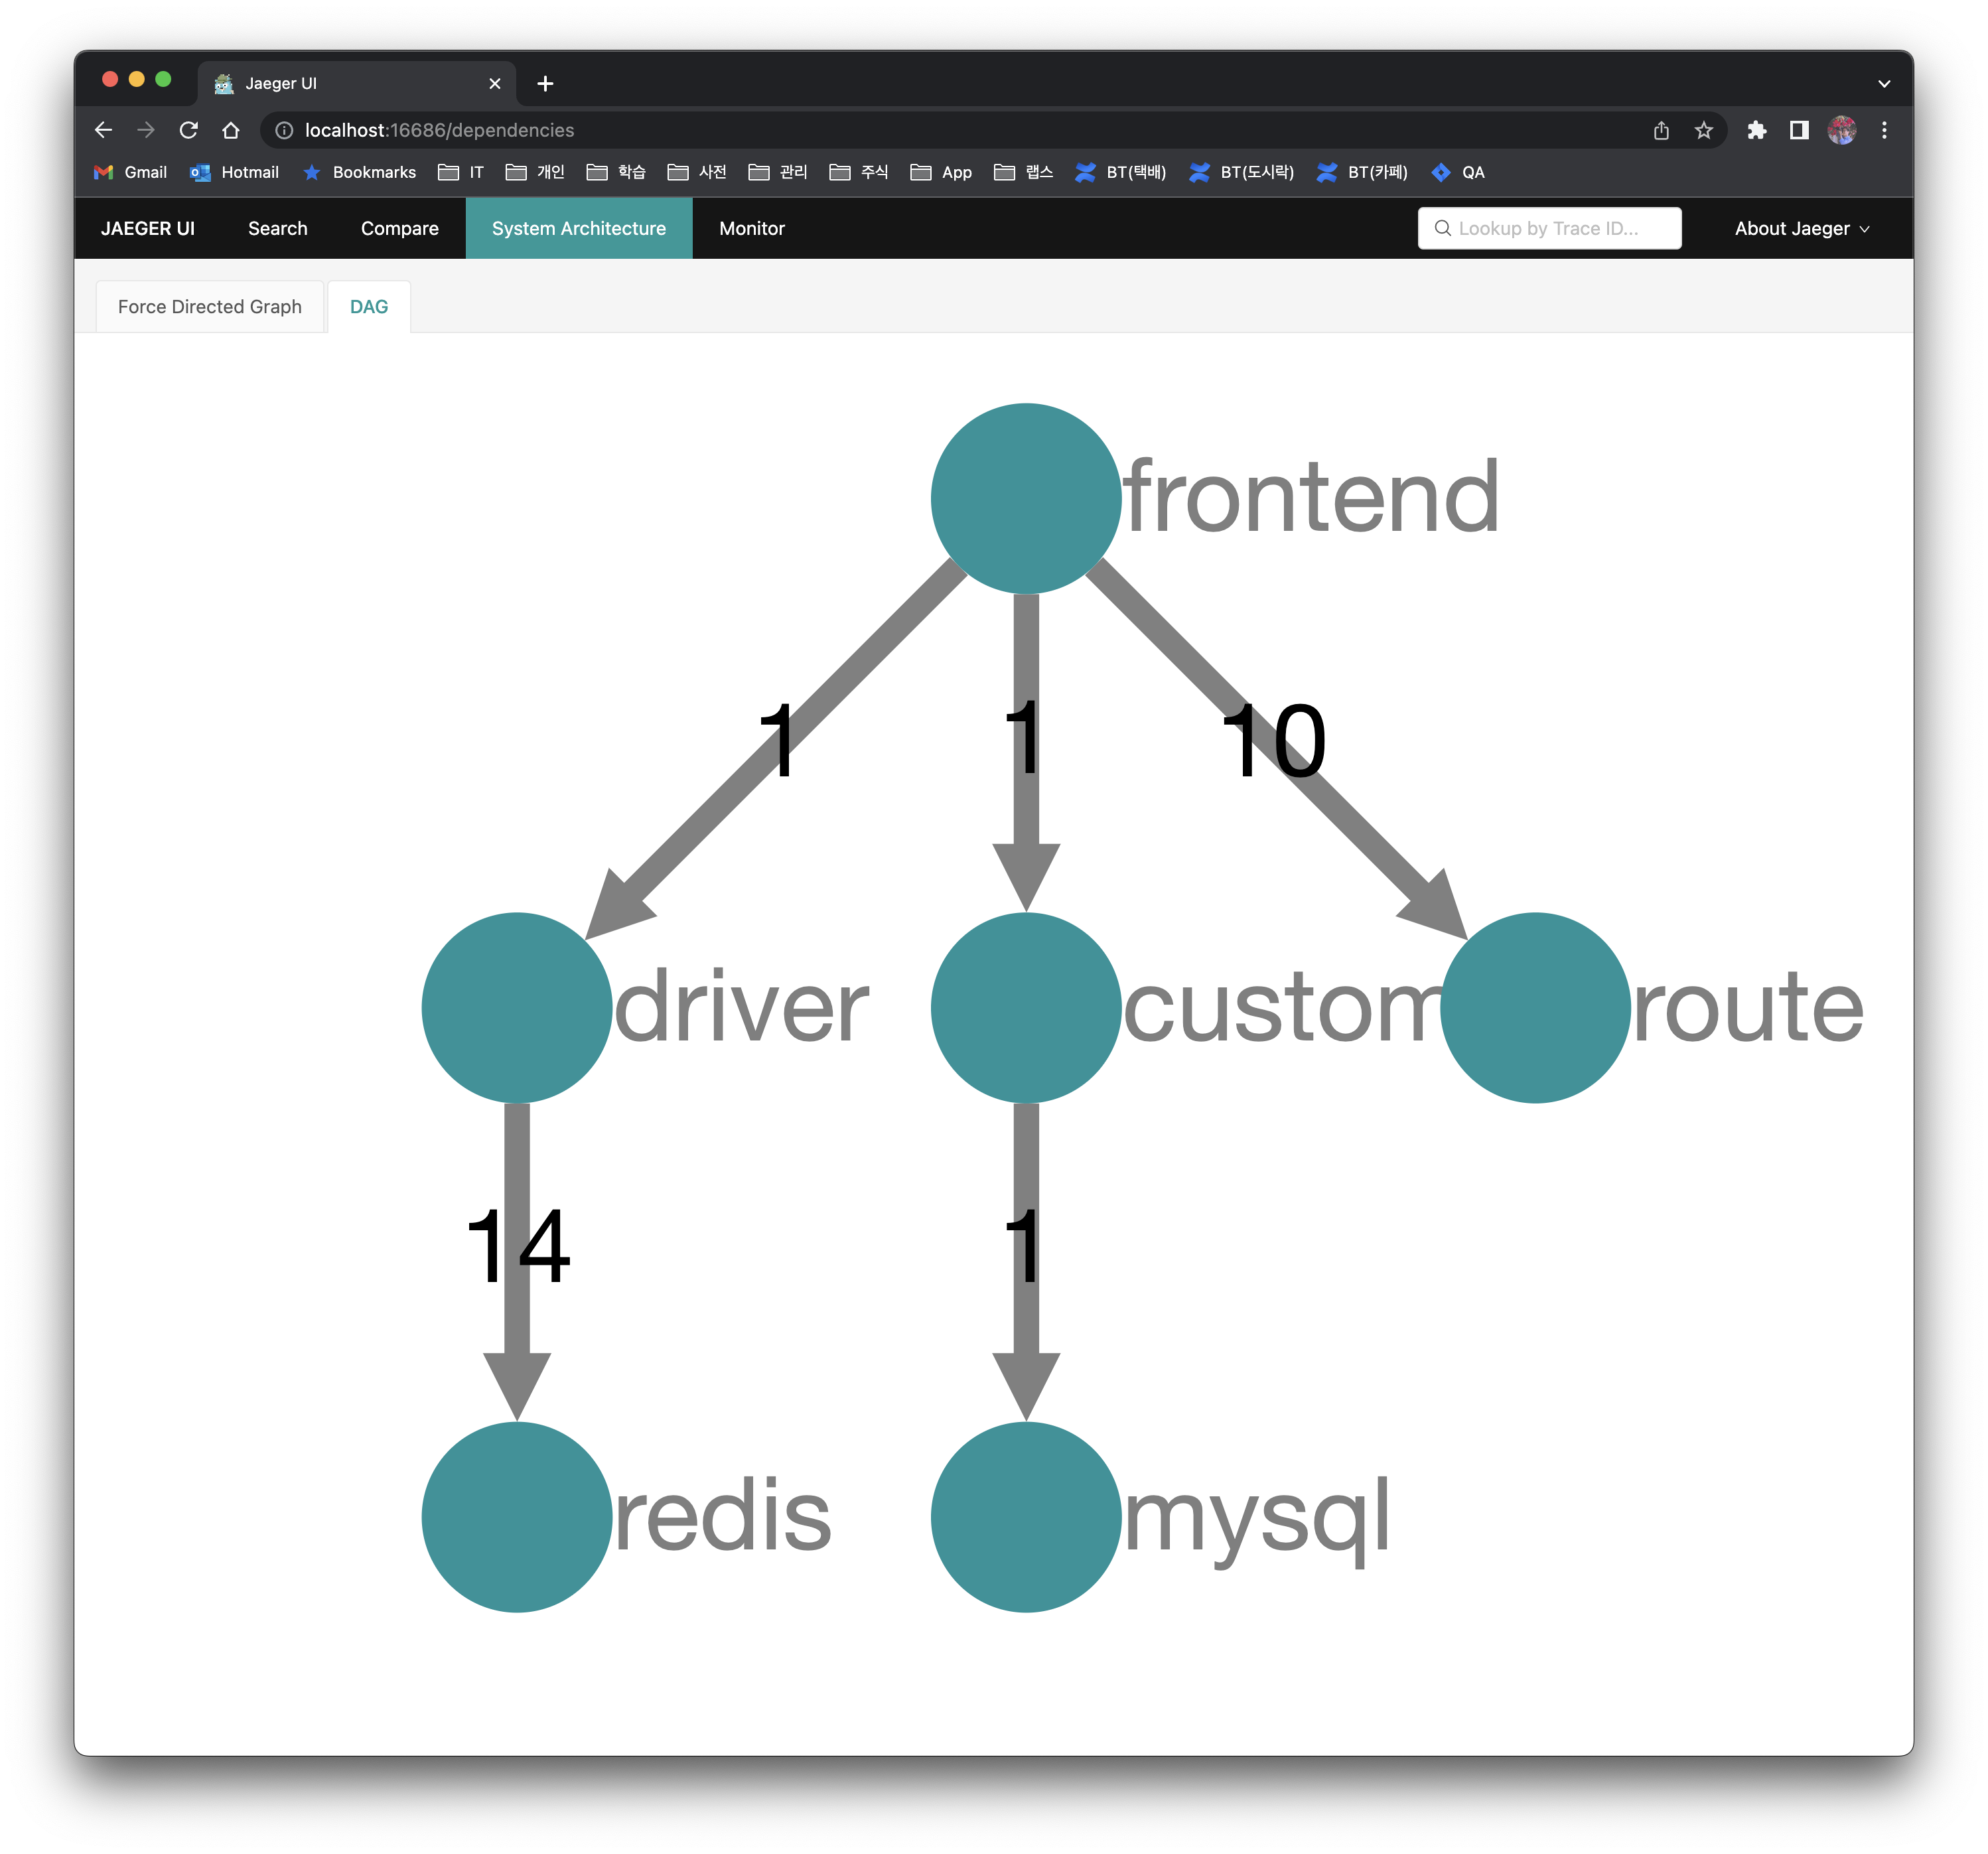 Jaeger UI
localhost:16686/dependencies
Gmail Hotmail Bookmarks IT 개인 학습 사전 관리 주식 App 랩스 BT(택배) BT(도시락) BT(카페) QA
JAEGER UI Search Compare System Architecture Monitor Lookup by Trace ID... About Jaeger
Force Directed Graph DAG
frontend
1 1 10
driver custom route
14 1
redis mysql